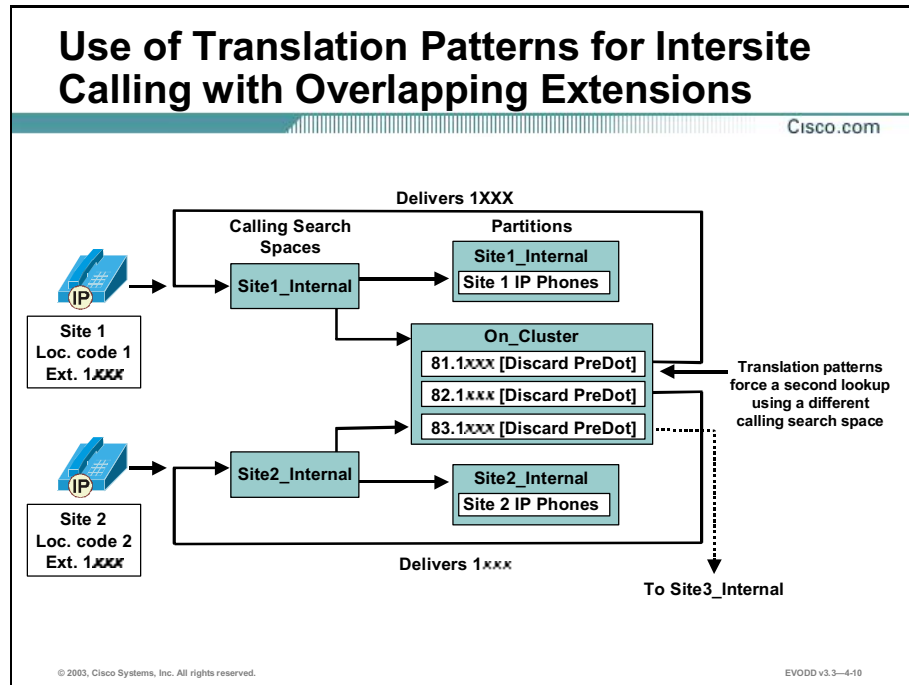 Use of Translation Patterns for Intersite
Calling with Overlapping Extensions
Cisco.com
Delivers 1XXX
Calling Search
Spaces
Partitions
IP
Site 1
Loc. code 1
Ext. 1xxx
Site1_Internal
Site1_Internal
Site 1 IP Phones
On_Cluster
81.1xxx [Discard PreDot]
82.1xxx [Discard PreDot]
83.1xxx [Discard PreDot]
Translation patterns
force a second lookup
using a different
calling search space
IP
Site 2
Loc. code 2
Ext. 1xxx
Site2_Internal
Site2_Internal
Site 2 IP Phones
Delivers 1xxx
To Site3_Internal
© 2003, Cisco Systems, Inc. All rights reserved.
EVODD v3.3—4-10